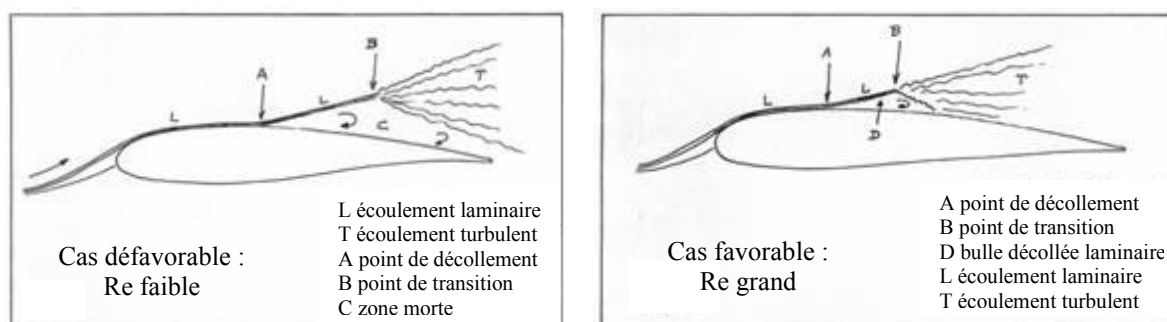 B
A
T
L
L
C
L écoulement laminaire
T écoulement turbulent
A point de décollement
B point de transition
C zone morte
Cas défavorable :
Re faible
B
A
T
L
L
D
A point de décollement
B point de transition
D bulle décollée laminaire
L écoulement laminaire
T écoulement turbulent
Cas favorable :
Re grand